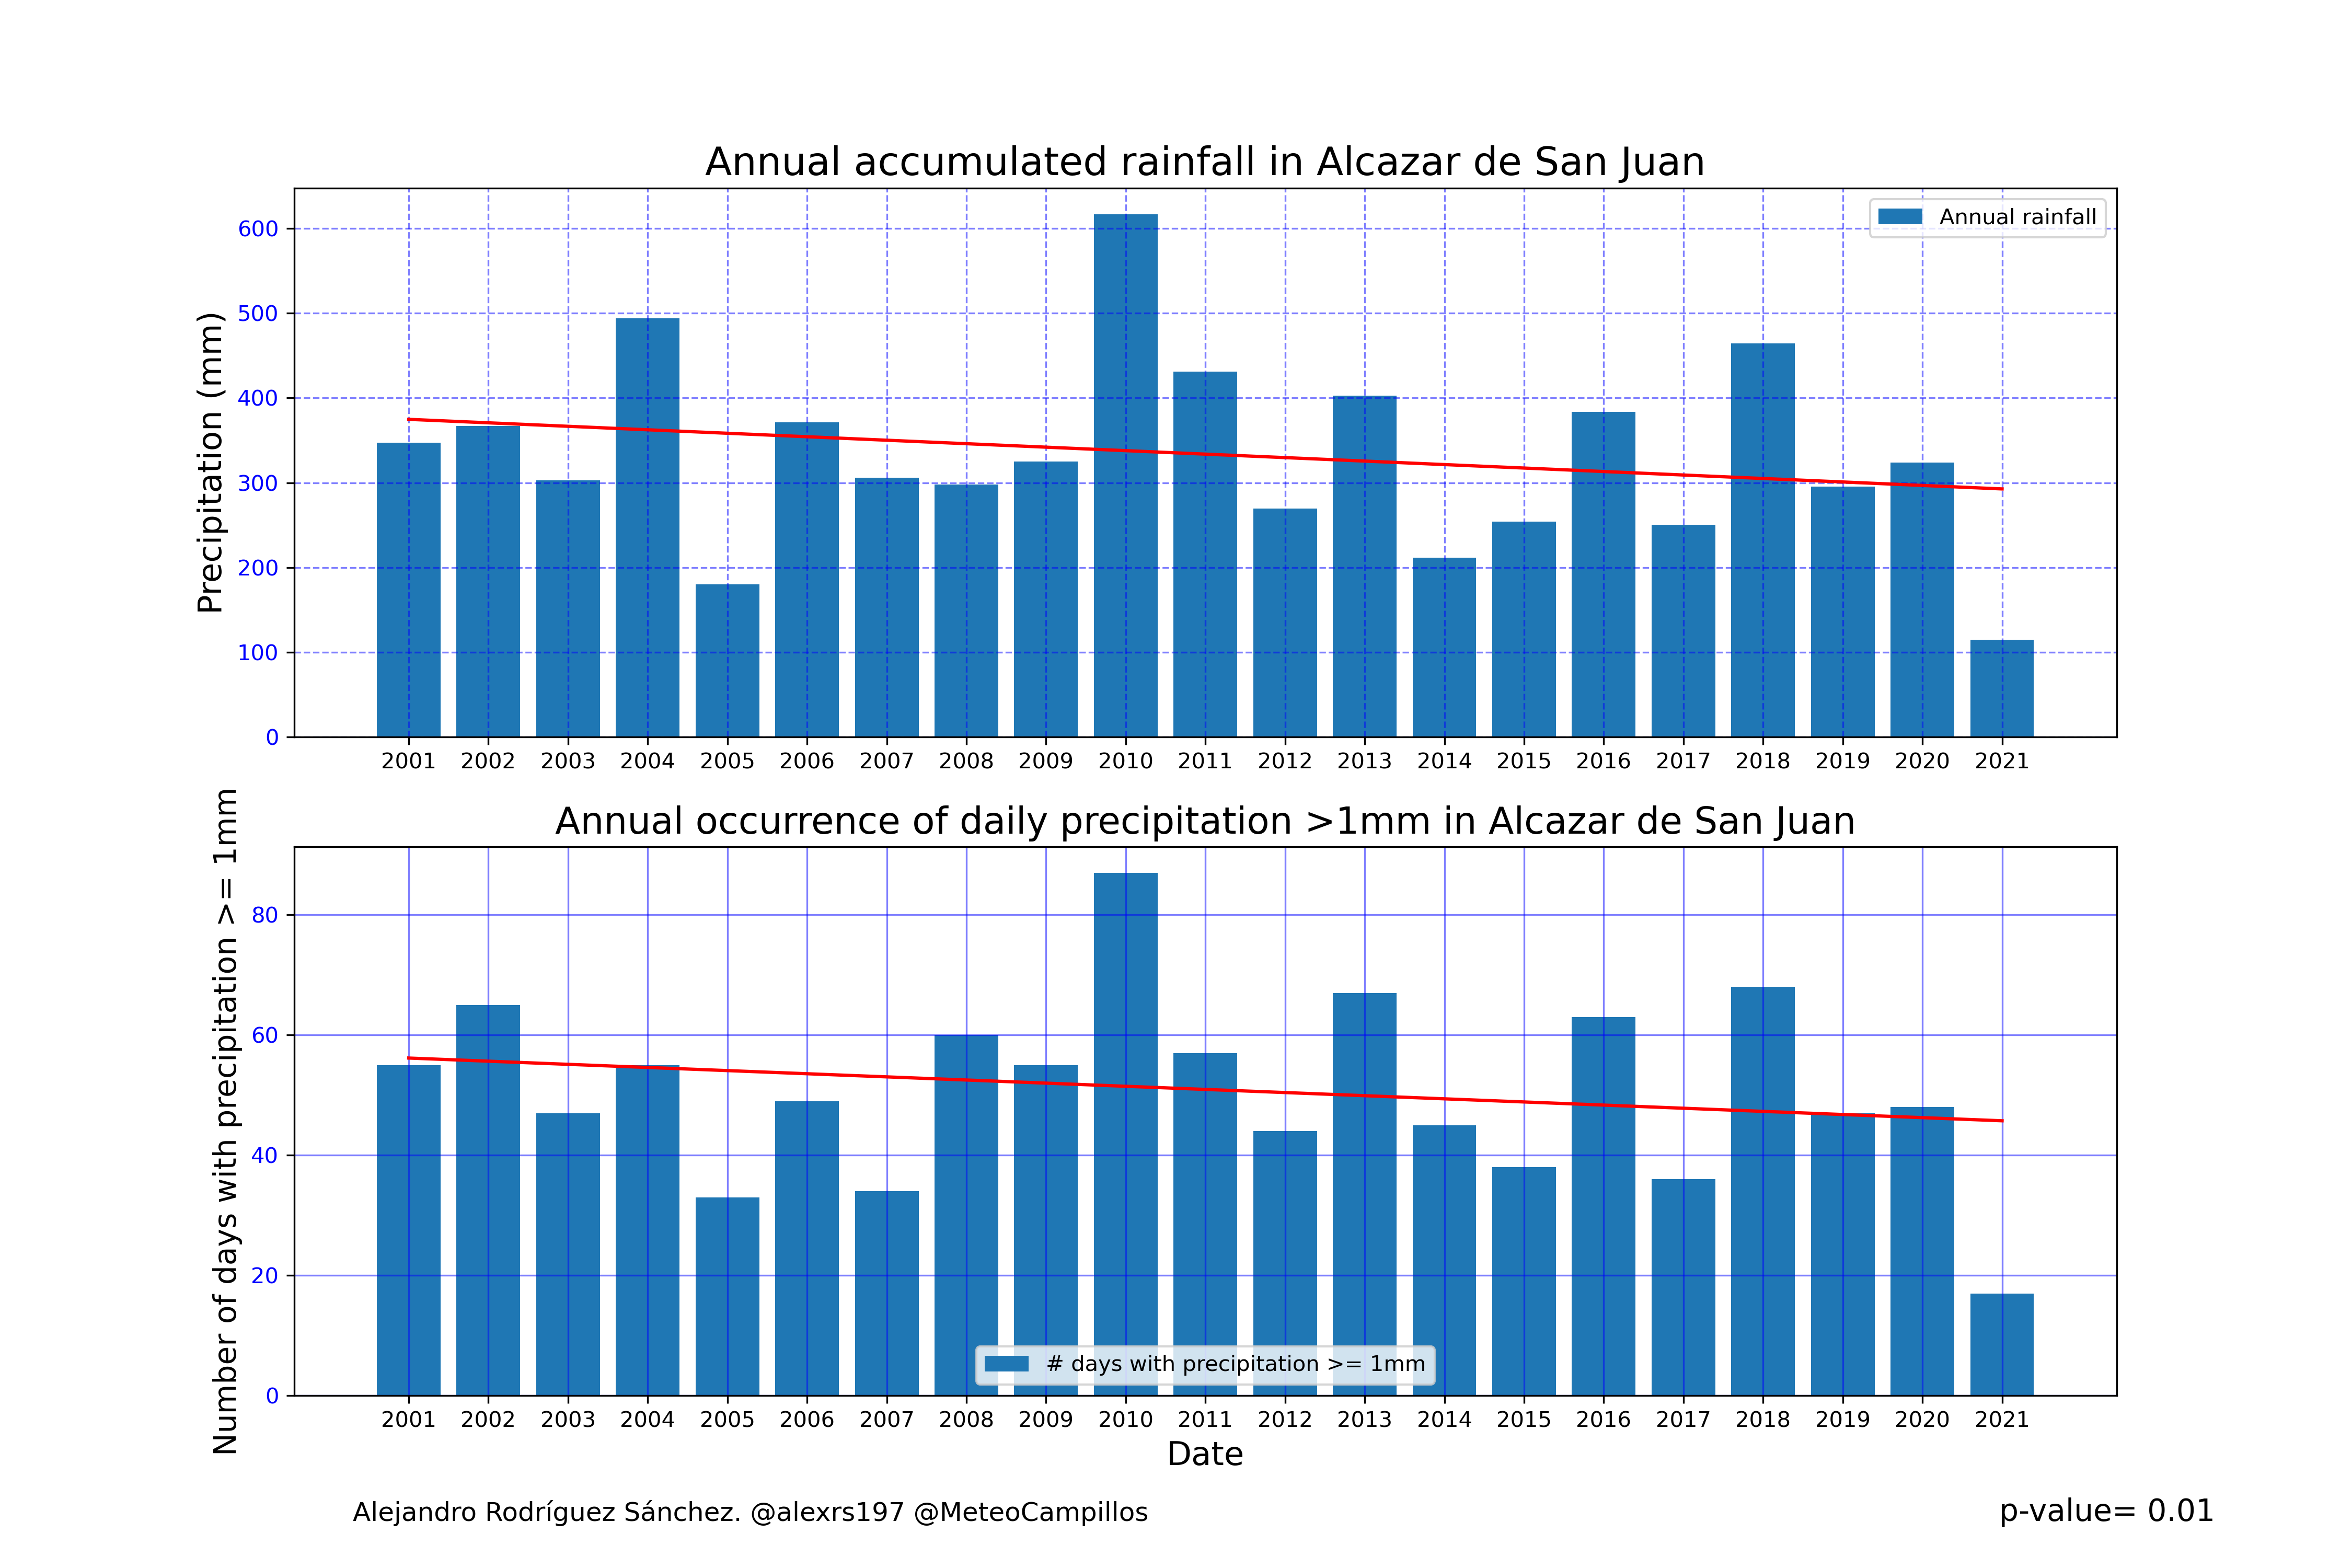 Annual accumulated rainfall in Alcazar de San Juan
Precipitation (mm)
600
500
400
300
200
100
0
Annual rainfall
2001 2002 2003 2004 2005 2006 2007 2008 2009 2010 2011 2012 2013 2014 2015 2016 2017 2018 2019 2020 2021
Annual occurrence of daily precipitation >1mm in Alcazar de San Juan
Number of days with precipitation >= 1mm
80
60
40
20
0
# days with precipitation >= 1mm
2001 2002 2003 2004 2005 2006 2007 2008 2009 2010 2011 2012 2013 2014 2015 2016 2017 2018 2019 2020 2021
Date
Alejandro Rodríguez Sánchez. @alexrs197 @MeteoCampillos
p-value= 0.01